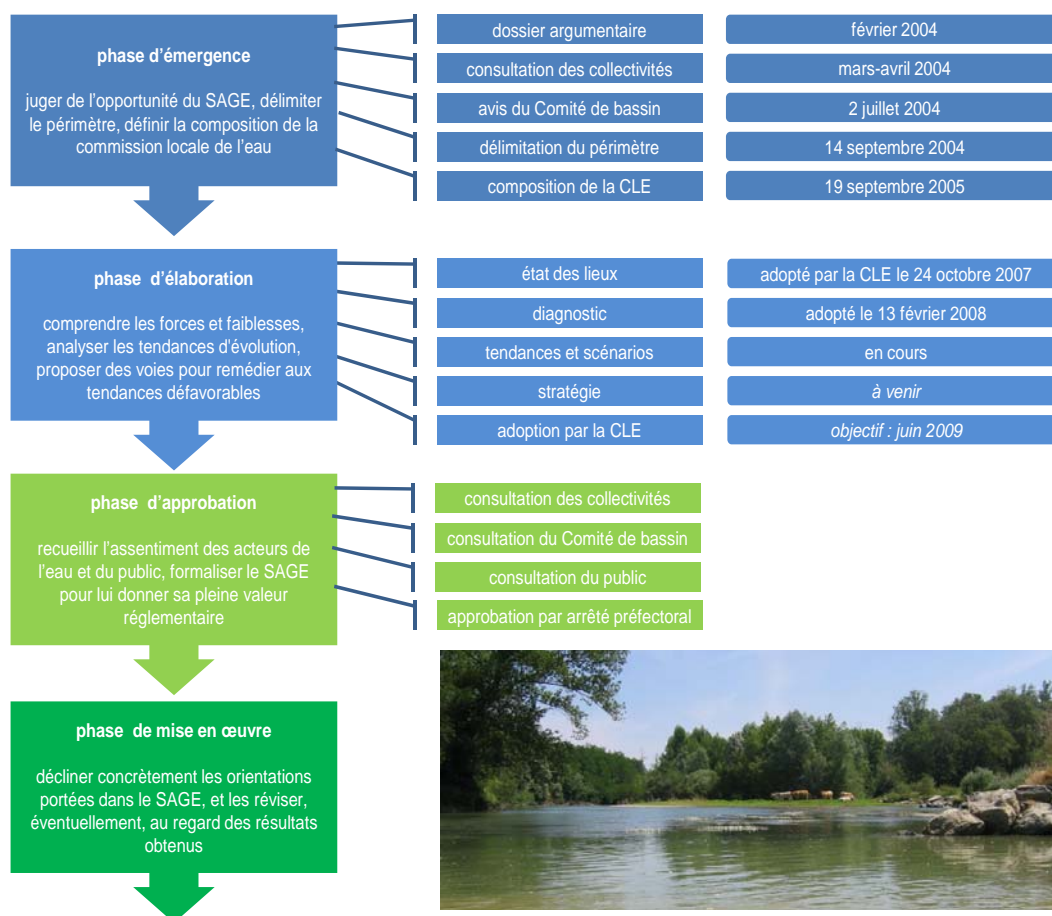 phase d'émergence
juger de l'opportunité du SAGE, délimiter
le périmètre, définir la composition de la
commission locale de l'eau
dossier argumentaire
février 2004
consultation des collectivités
mars-avril 2004
avis du Comité de bassin
2 juillet 2004
délimitation du périmètre
14 septembre 2004
composition de la CLE
19 septembre 2005
phase d'élaboration
comprendre les forces et faiblesses,
analyser les tendances d'évolution,
proposer des voies pour remédier aux
tendances défavorables
état des lieux
adopté par la CLE le 24 octobre 2007
diagnostic
adopté le 13 février 2008
tendances et scénarios
en cours
stratégie
à venir
adoption par la CLE
objectif : juin 2009
phase d'approbation
recueillir l'assentiment des acteurs de
l'eau et du public, formaliser le SAGE
pour lui donner sa pleine valeur
réglementaire
consultation des collectivités
consultation du Comité de bassin
consultation du public
approbation par arrêté préfectoral
phase de mise en œuvre
décliner concrètement les orientations
portées dans le SAGE, et les réviser,
éventuellement, au regard des résultats
obtenus